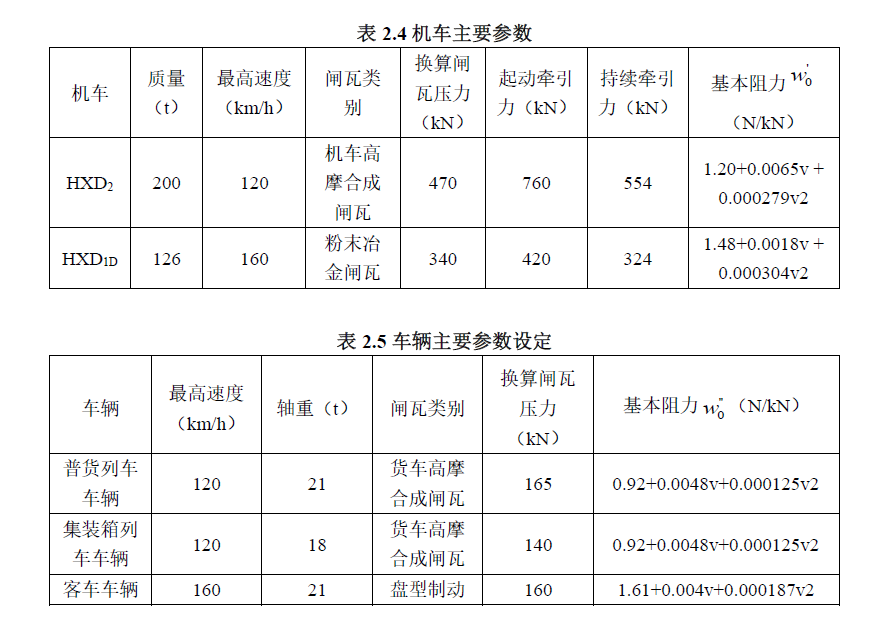 表 2.4 机车主要参数
机车
质量
（t）
最高速度
（km/h）
闸瓦类
别
换算闸
瓦压力
（kN）
起动牵引
力（kN）
持续牵引
力（kN）
基本阻力 w₀'
（N/kN）
HXD₂
200
120
机车高
摩合成
闸瓦
470
760
554
1.20+0.0065v +
0.000279v2
HXD1D
126
160
粉末冶
金闸瓦
340
420
324
1.48+0.0018v +
0.000304v2
表 2.5 车辆主要参数设定
车辆
最高速度
（km/h）
轴重（t）
闸瓦类别
换算闸瓦
压力
（kN）
基本阻力 w₀"（N/kN）
普货列车
车辆
120
21
货车高摩
合成闸瓦
165
0.92+0.0048v+0.000125v2
集装箱列
车车辆
120
18
货车高摩
合成闸瓦
140
0.92+0.0048v+0.000125v2
客车车辆
160
21
盘型制动
160
1.61+0.004v+0.000187v2